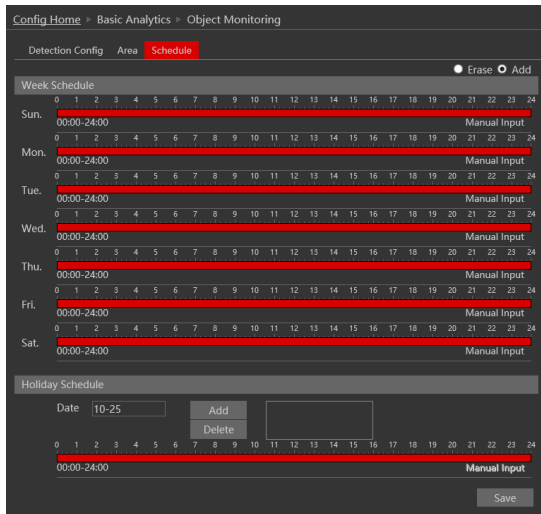 Config Home ▶ Basic Analytics ▶ Object Monitoring
Detection Config Area Schedule
Erase Add
Week Schedule
0 1 2 3 4 5 6 7 8 9 10 11 12 13 14 15 16 17 18 19 20 21 22 23 24
Sun.
00:00-24:00 Manual Input
0 1 2 3 4 5 6 7 8 9 10 11 12 13 14 15 16 17 18 19 20 21 22 23 24
Mon.
00:00-24:00 Manual Input
0 1 2 3 4 5 6 7 8 9 10 11 12 13 14 15 16 17 18 19 20 21 22 23 24
Tue.
00:00-24:00 Manual Input
0 1 2 3 4 5 6 7 8 9 10 11 12 13 14 15 16 17 18 19 20 21 22 23 24
Wed.
00:00-24:00 Manual Input
0 1 2 3 4 5 6 7 8 9 10 11 12 13 14 15 16 17 18 19 20 21 22 23 24
Thu.
00:00-24:00 Manual Input
0 1 2 3 4 5 6 7 8 9 10 11 12 13 14 15 16 17 18 19 20 21 22 23 24
Fri.
00:00-24:00 Manual Input
0 1 2 3 4 5 6 7 8 9 10 11 12 13 14 15 16 17 18 19 20 21 22 23 24
Sat.
00:00-24:00 Manual Input
Holiday Schedule
Date 10-25 Add
Delete
0 1 2 3 4 5 6 7 8 9 10 11 12 13 14 15 16 17 18 19 20 21 22 23 24
00:00-24:00 Manual Input
Save